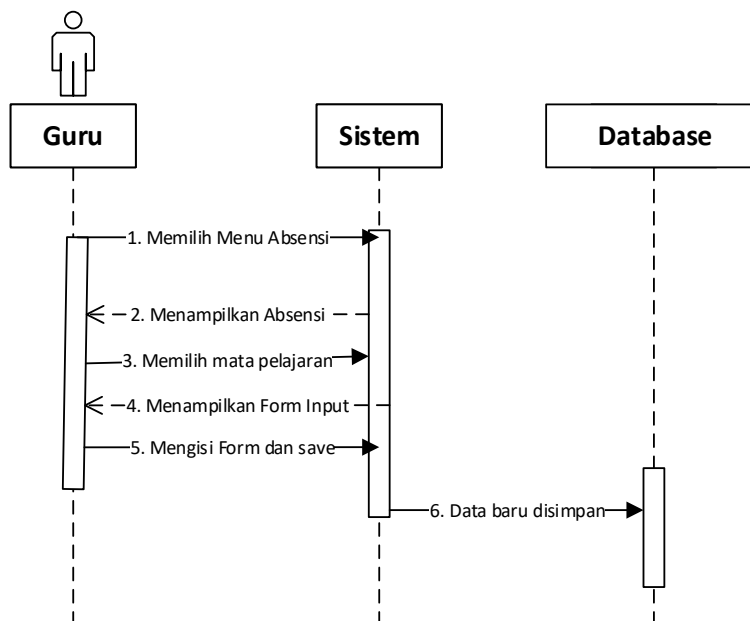 Guru
Sistem
Database
1. Memilih Menu Absensi
2. Menampilkan Absensi
3. Memilih mata pelajaran
4. Menampilkan Form Input
5. Mengisi Form dan save
6. Data baru disimpan